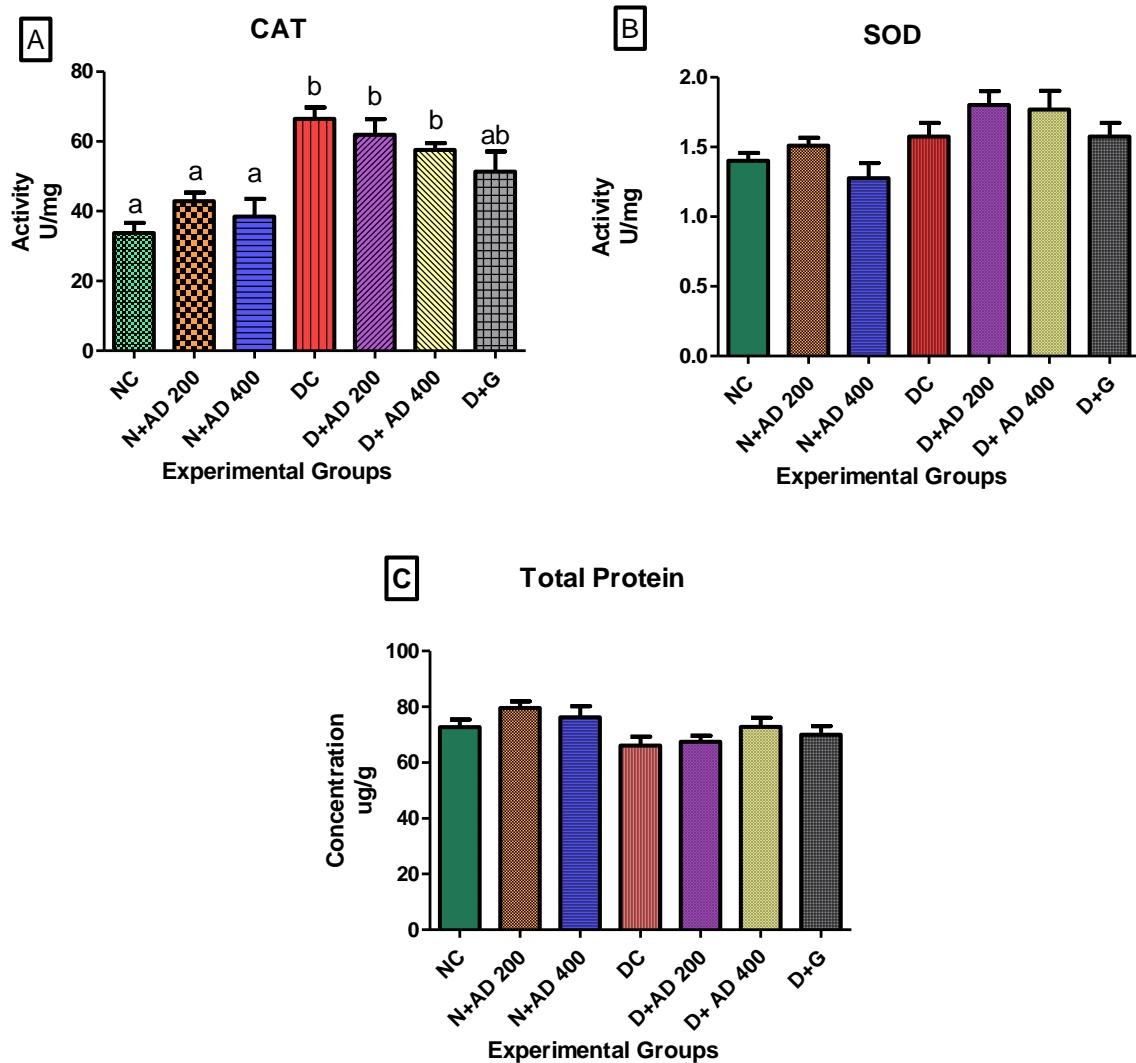 A
CAT
Activity
U/mg
80
60
40
20
0
a
a
a
b
b
b
ab
NC
N+AD 200
N+AD 400
DC
D+AD 200
D+ AD 400
D+G
Experimental Groups
B
SOD
Activity
U/mg
2.0
1.5
1.0
0.5
0.0
NC
N+AD 200
N+AD 400
DC
D+AD 200
D+ AD 400
D+G
Experimental Groups
C
Total Protein
Concentration
ug/g
100
80
60
40
20
0
NC
N+AD 200
N+AD 400
DC
D+AD 200
D+ AD 400
D+G
Experimental Groups